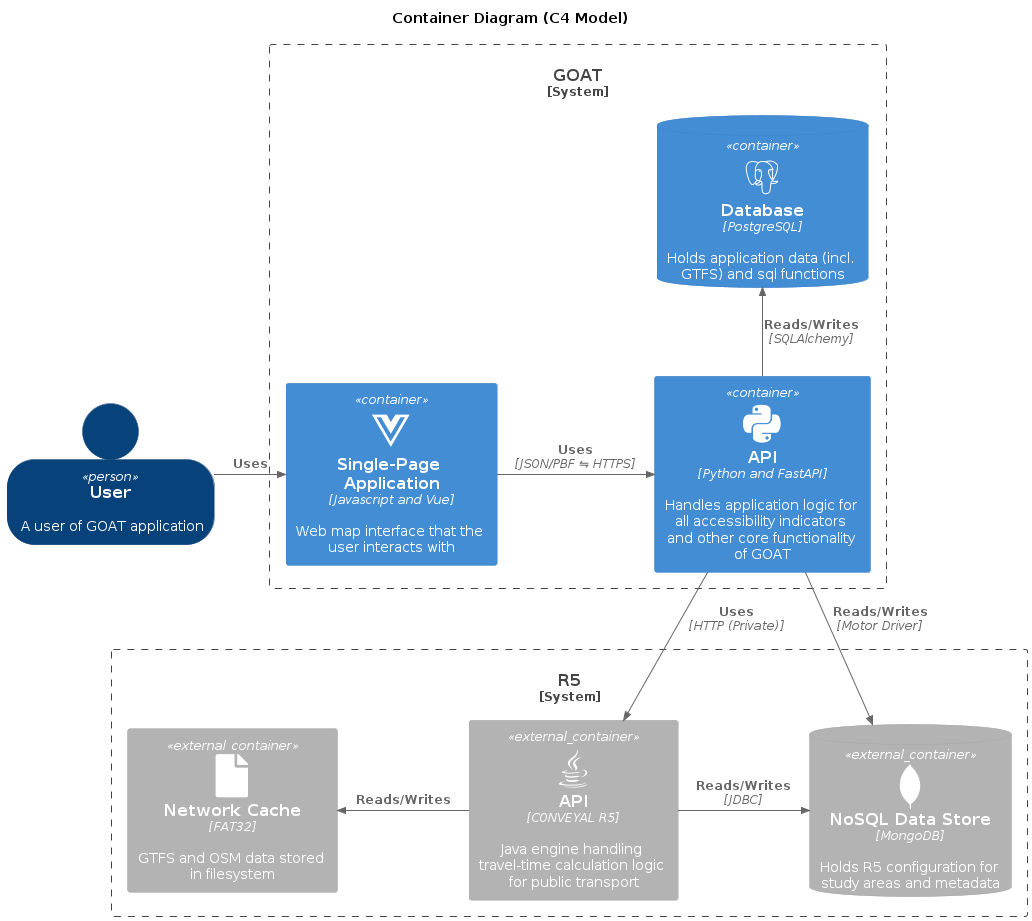 Container Diagram (C4 Model)
GOAT
[System]
«container»
Database
[PostgreSQL]
Holds application data (incl.
GTFS) and sql functions
Reads/Writes
[SQLAlchemy]
«person»
User
A user of GOAT application
Uses
«container»
Single-Page
Application
[Javascript and Vue]
Web map interface that the
user interacts with
Uses
[JSON/PBF ⇋ HTTPS]
«container»
API
[Python and FastAPI]
Handles application logic for
all accessibility indicators
and other core functionality
of GOAT
Uses
[HTTP (Private)]
Reads/Writes
[Motor Driver]
R5
[System]
«external_container»
Network Cache
[FAT32]
GTFS and OSM data stored
in filesystem
Reads/Writes
«external_container»
API
[C0NVEYAL R5]
Java engine handling
travel-time calculation logic
for public transport
Reads/Writes
[JDBC]
«external_container»
NoSQL Data Store
[MongoDB]
Holds R5 configuration for
study areas and metadata